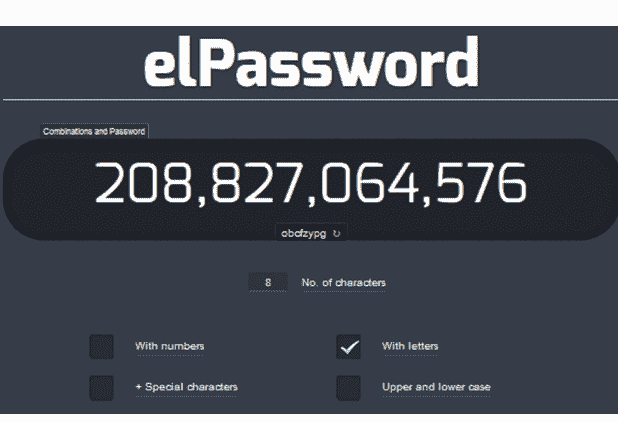 elPassword
Combinations and Password
208,827,064,576
obcfzypg ↻
8 No. of characters
With numbers
With letters
+ Special characters
Upper and lower case